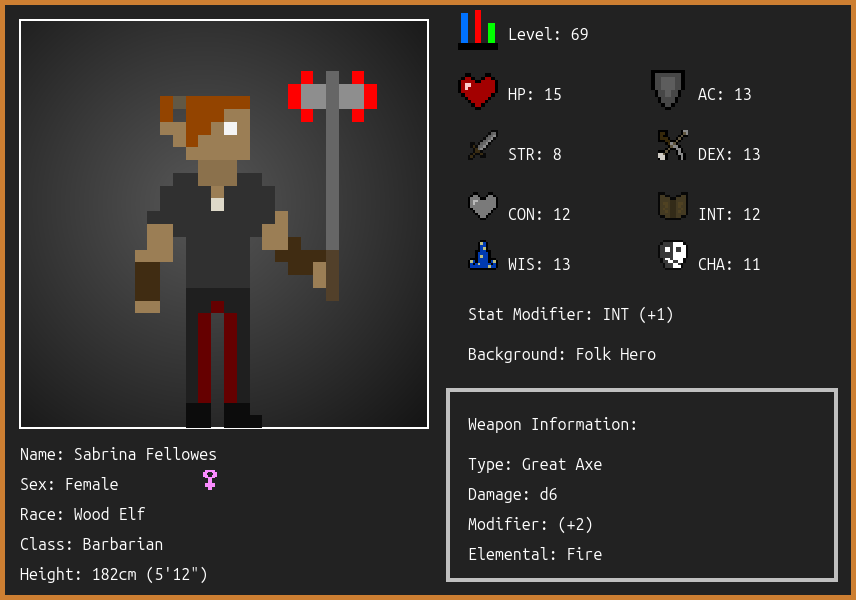 Level: 69
HP: 15
AC: 13
STR: 8
DEX: 13
CON: 12
INT: 12
WIS: 13
CHA: 11
Stat Modifier: INT (+1)
Background: Folk Hero
Weapon Information:
Type: Great Axe
Damage: d6
Modifier: (+2)
Elemental: Fire
Name: Sabrina Fellowes
Sex: Female
Race: Wood Elf
Class: Barbarian
Height: 182cm (5'12")